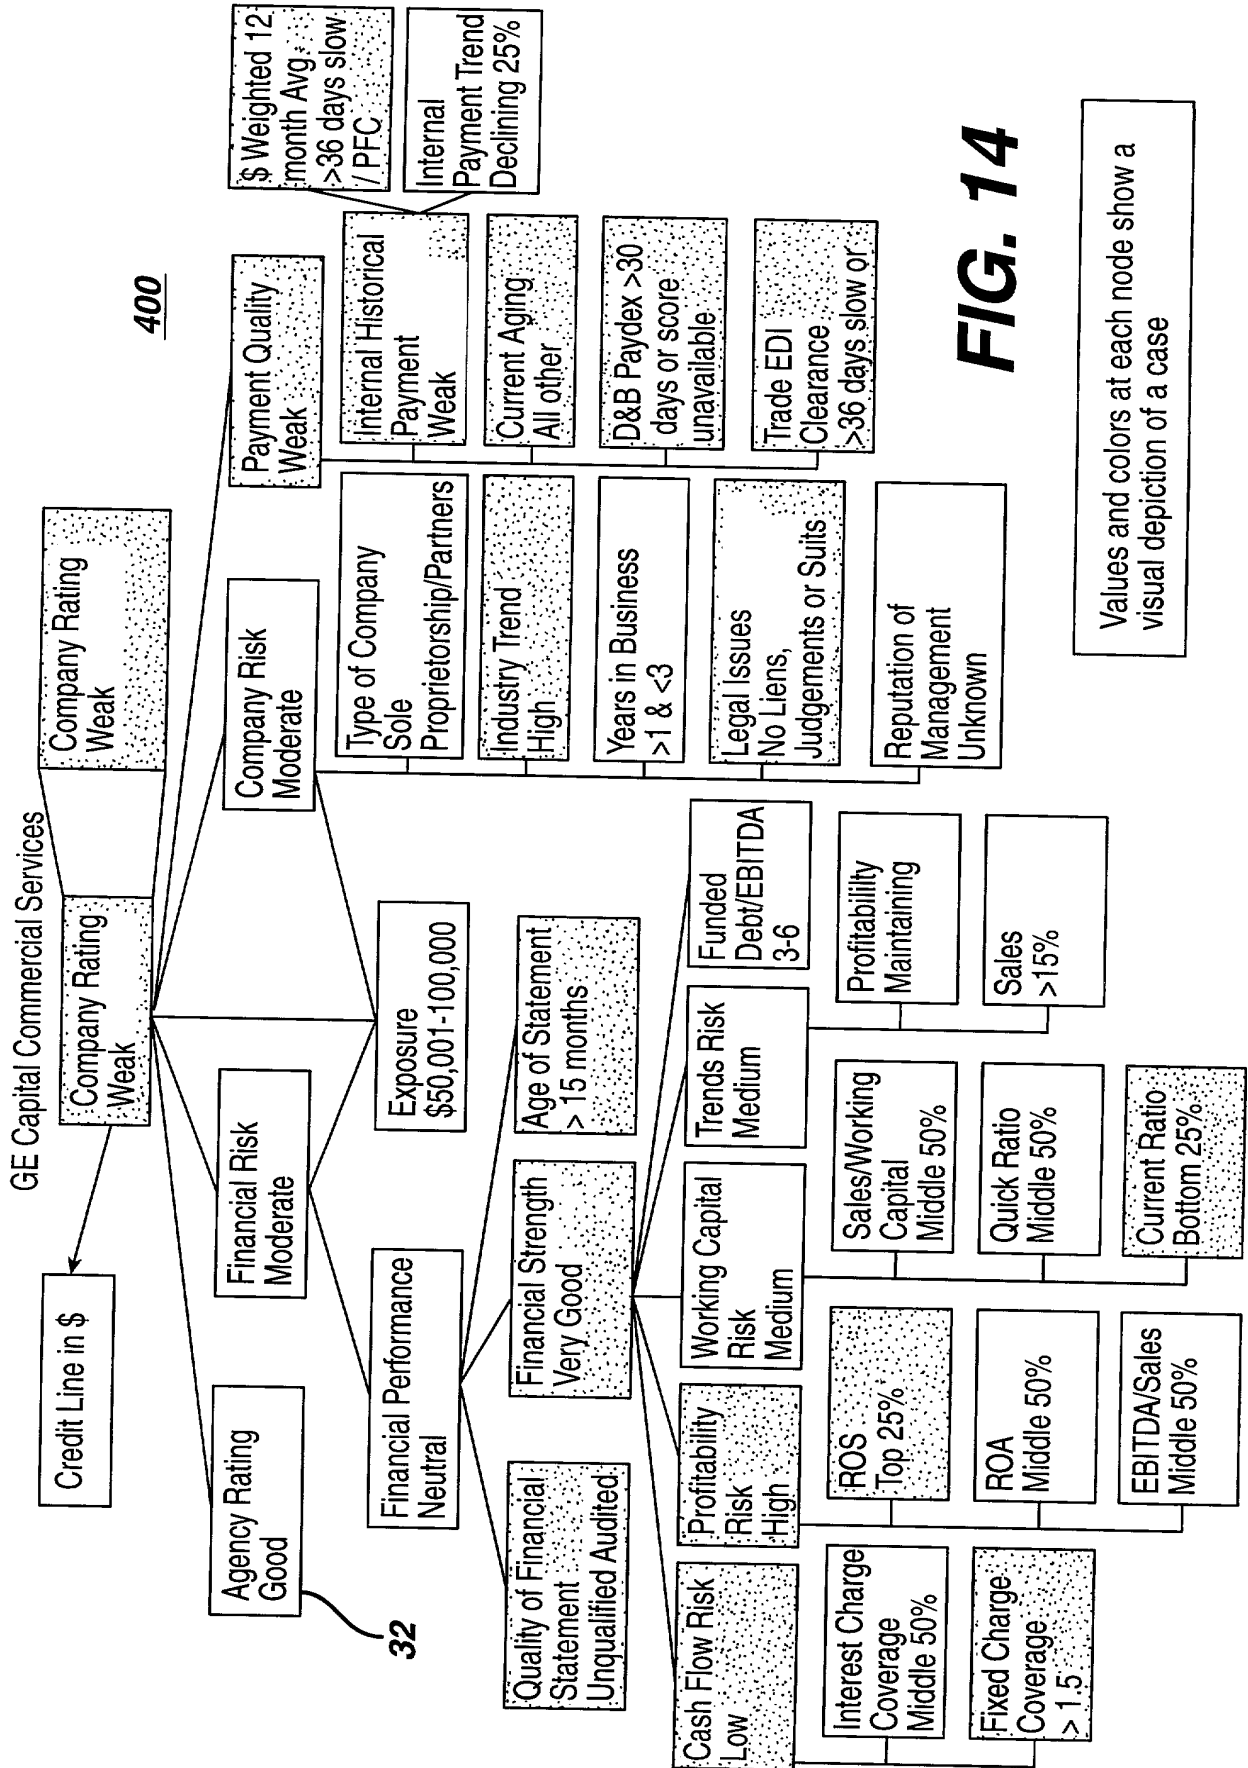 GE Capital Commercial Services
400
Credit Line in $
Company Rating
Weak
Company Rating
Weak
Agency Rating
Good
32
Financial Risk
Moderate
Company Risk
Moderate
Payment Quality
Weak
$ Weighted 12
month Avg.
>36 days slow
/ PFC
Internal
Payment Trend
Declining 25%
Financial Performance
Neutral
Exposure
$50,001-100,000
Type of Company
Sole
Proprietorship/Partners
Industry Trend
High
Years in Business
>1 & <3
Legal Issues
No Liens,
Judgements or Suits
Reputation of
Management
Unknown
Internal Historical
Payment
Weak
Current Aging
All other
D&B Paydex >30
days or score
unavailable
Trade EDI
Clearance
>36 days slow or
Quality of Financial
Statement
Unqualified Audited
Financial Strength
Very Good
Age of Statement
> 15 months
Cash Flow Risk
Low
Interest Charge
Coverage
Middle 50%
Fixed Charge
Coverage
> 1.5
Profitability
Risk
High
ROS
Top 25%
ROA
Middle 50%
EBITDA/Sales
Middle 50%
Working Capital
Risk
Medium
Sales/Working
Capital
Middle 50%
Quick Ratio
Middle 50%
Current Ratio
Bottom 25%
Trends Risk
Medium
Profitabilility
Maintaining
Sales
>15%
Funded
Debt/EBITDA
3-6
FIG. 14
Values and colors at each node show a
visual depiction of a case